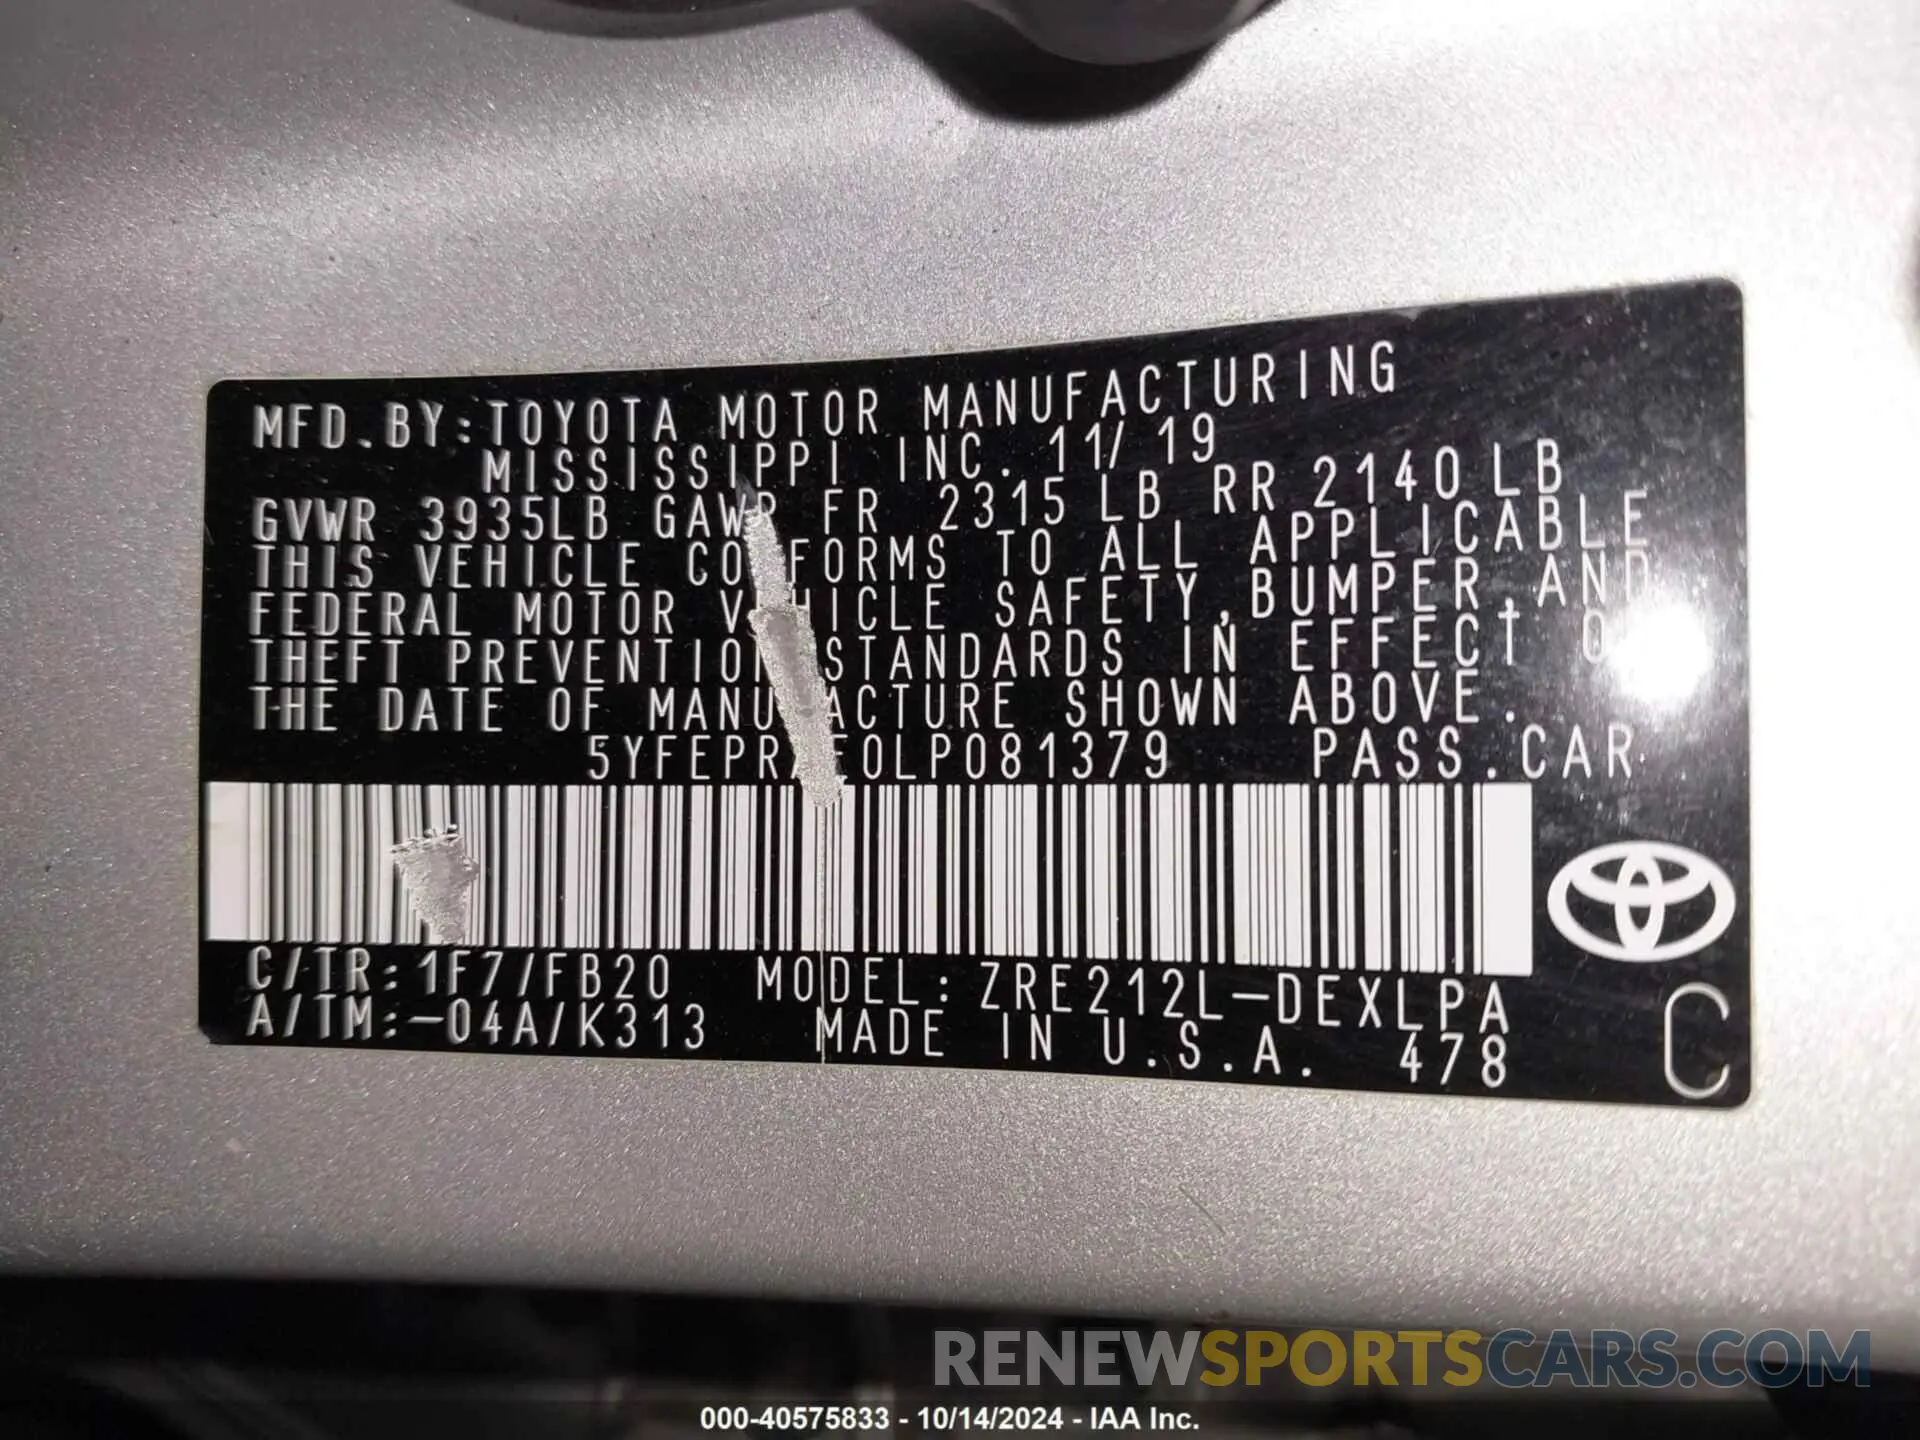 MFD.BY:TOYOTA MOTOR MANUFACTURING
MISSISSIPPI INC. 11/19
GVWR 3935LB GAWR FR 2315 LB RR 2140 LB
THIS VEHICLE CONFORMS TO ALL APPLICABLE
FEDERAL MOTOR VEHICLE SAFETY, BUMPER, AND
THEFT PREVENTION STANDARDS IN EFFECT ON
THE DATE OF MANUFACTURE SHOWN ABOVE.
PASS.CAR
C/TR:1F7/FB20 MODEL:ZRE212L-DEXLPA
A/TM:-04A/K313 MADE IN U.S.A. 478
C
RENEWSPORTSCARS.COM
000-40575833 - 10/14/2024 - IAA Inc.